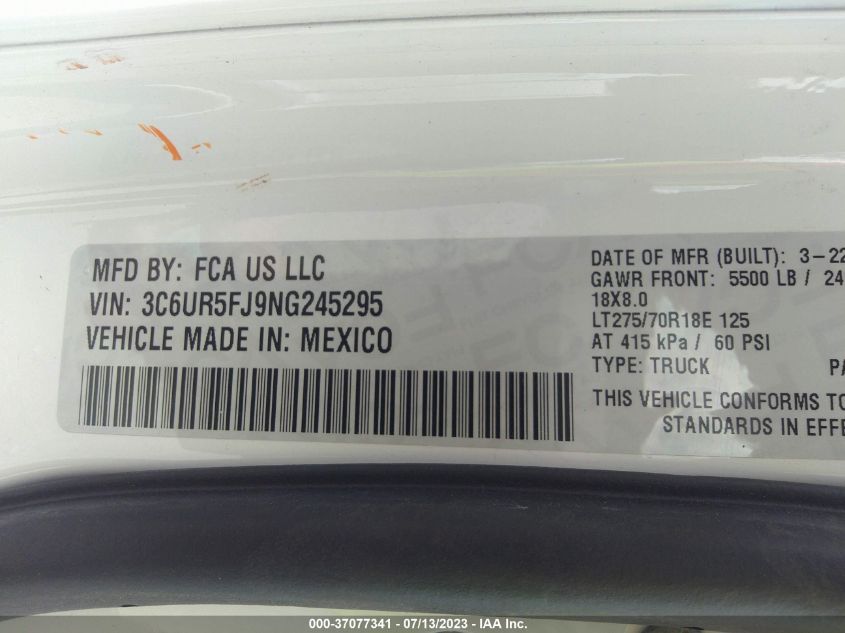 MFD BY: FCA US LLC
VIN: 3C6UR5FJ9NG245295
VEHICLE MADE IN: MEXICO
DATE OF MFR (BUILT): 3-22
GAWR FRONT: 5500 LB / 24
18X8.0
LT275/70R18E 125
AT 415 kPa / 60 PSI
TYPE: TRUCK PA
THIS VEHICLE CONFORMS TO
STANDARDS IN EFFE
000-37077341 - 07/13/2023 - IAA Inc.